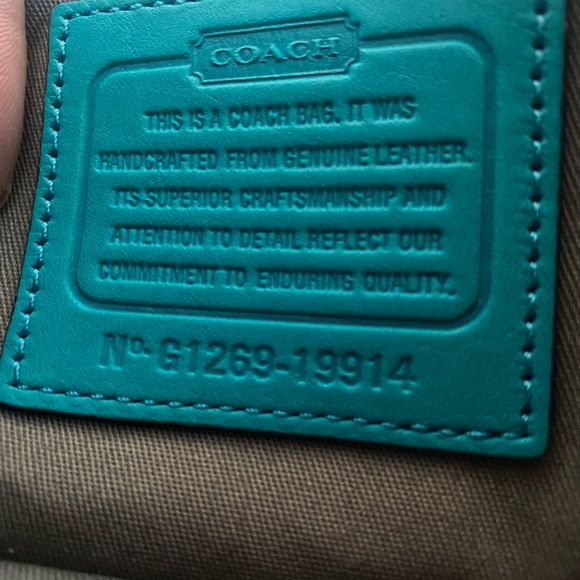 COACH
THIS IS A COACH BAG. IT WAS
HANDCRAFTED FROM GENUINE LEATHER.
ITS SUPERIOR CRAFTSMANSHIP AND
ATTENTION TO DETAIL REFLECT OUR
COMMITMENT TO ENDURING QUALITY.
No. G1269-19914